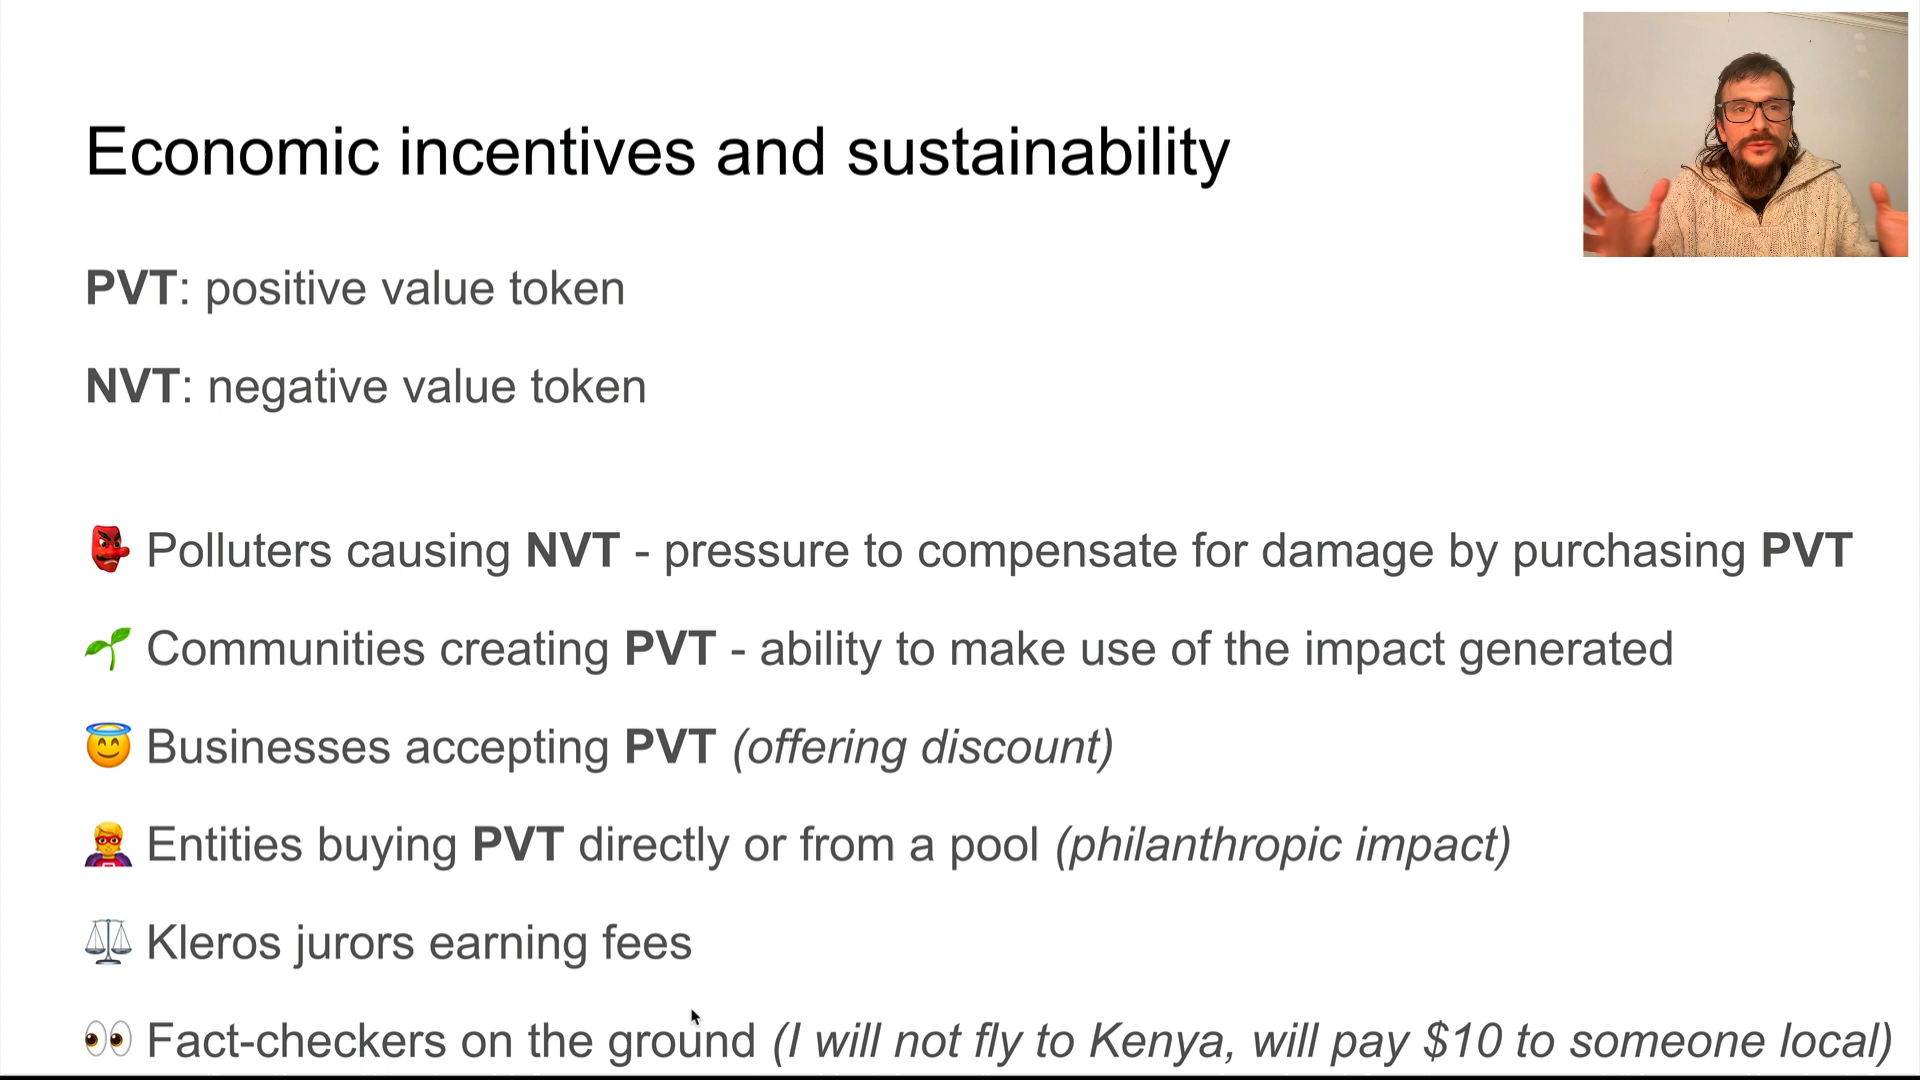 Economic incentives and sustainability
PVT: positive value token
NVT: negative value token
👺 Polluters causing NVT - pressure to compensate for damage by purchasing PVT
🌱 Communities creating PVT - ability to make use of the impact generated
😇 Businesses accepting PVT (offering discount)
🦸 Entities buying PVT directly or from a pool (philanthropic impact)
⚖️ Kleros jurors earning fees
👀 Fact-checkers on the ground (I will not fly to Kenya, will pay $10 to someone local)